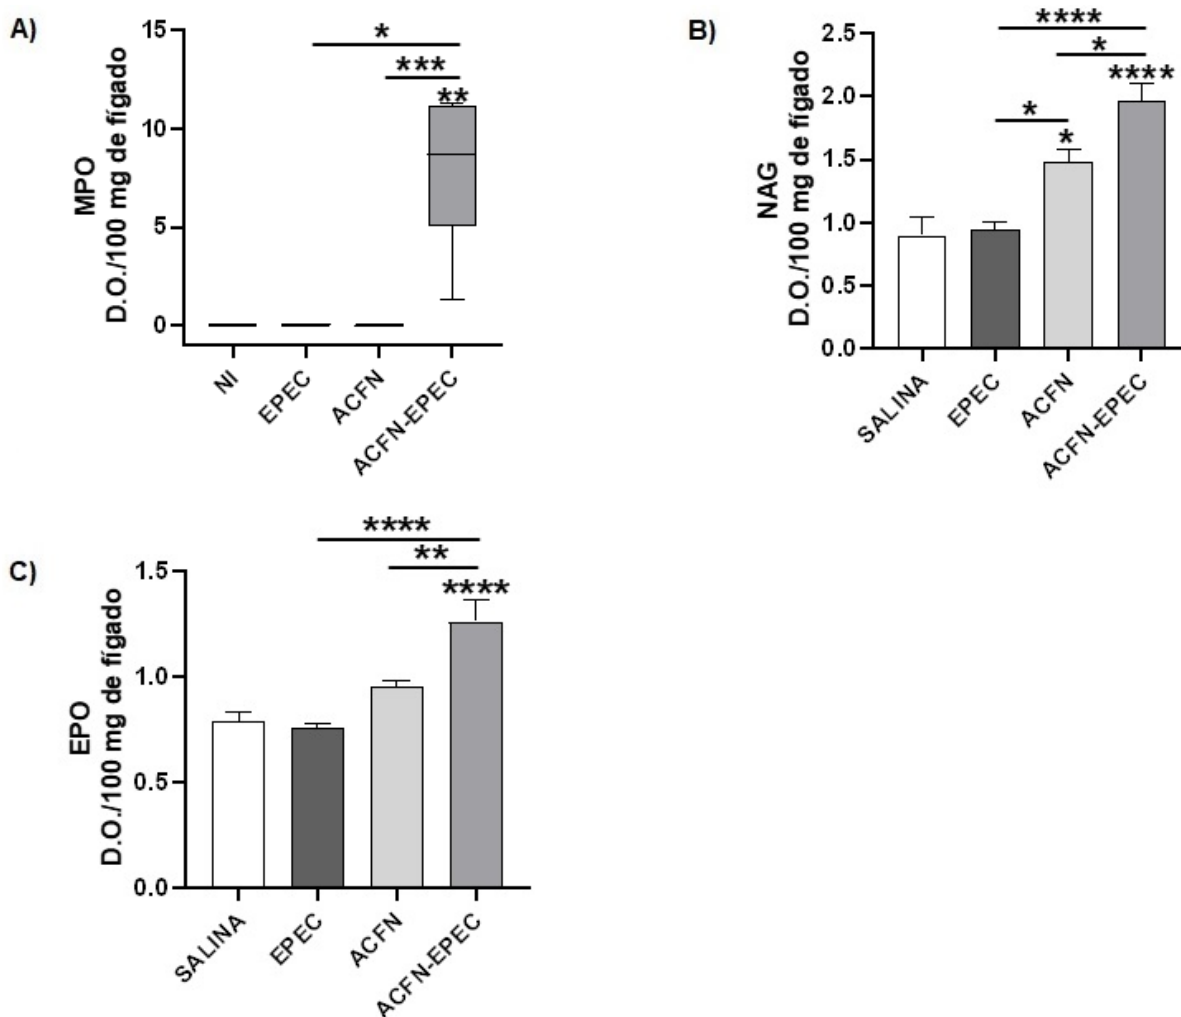 A)
MPO
D.O./100 mg de fígado
15
10
5
0
*
***
**
NI
EPEC
ACFN
ACFN-EPEC
B)
NAG
D.O./100 mg de fígado
2.5
2.0
1.5
1.0
0.5
0.0
****
*
****
*
*
SALINA
EPEC
ACFN
ACFN-EPEC
C)
EPO
D.O./100 mg de fígado
1.5
1.0
0.5
0.0
****
**
****
SALINA
EPEC
ACFN
ACFN-EPEC